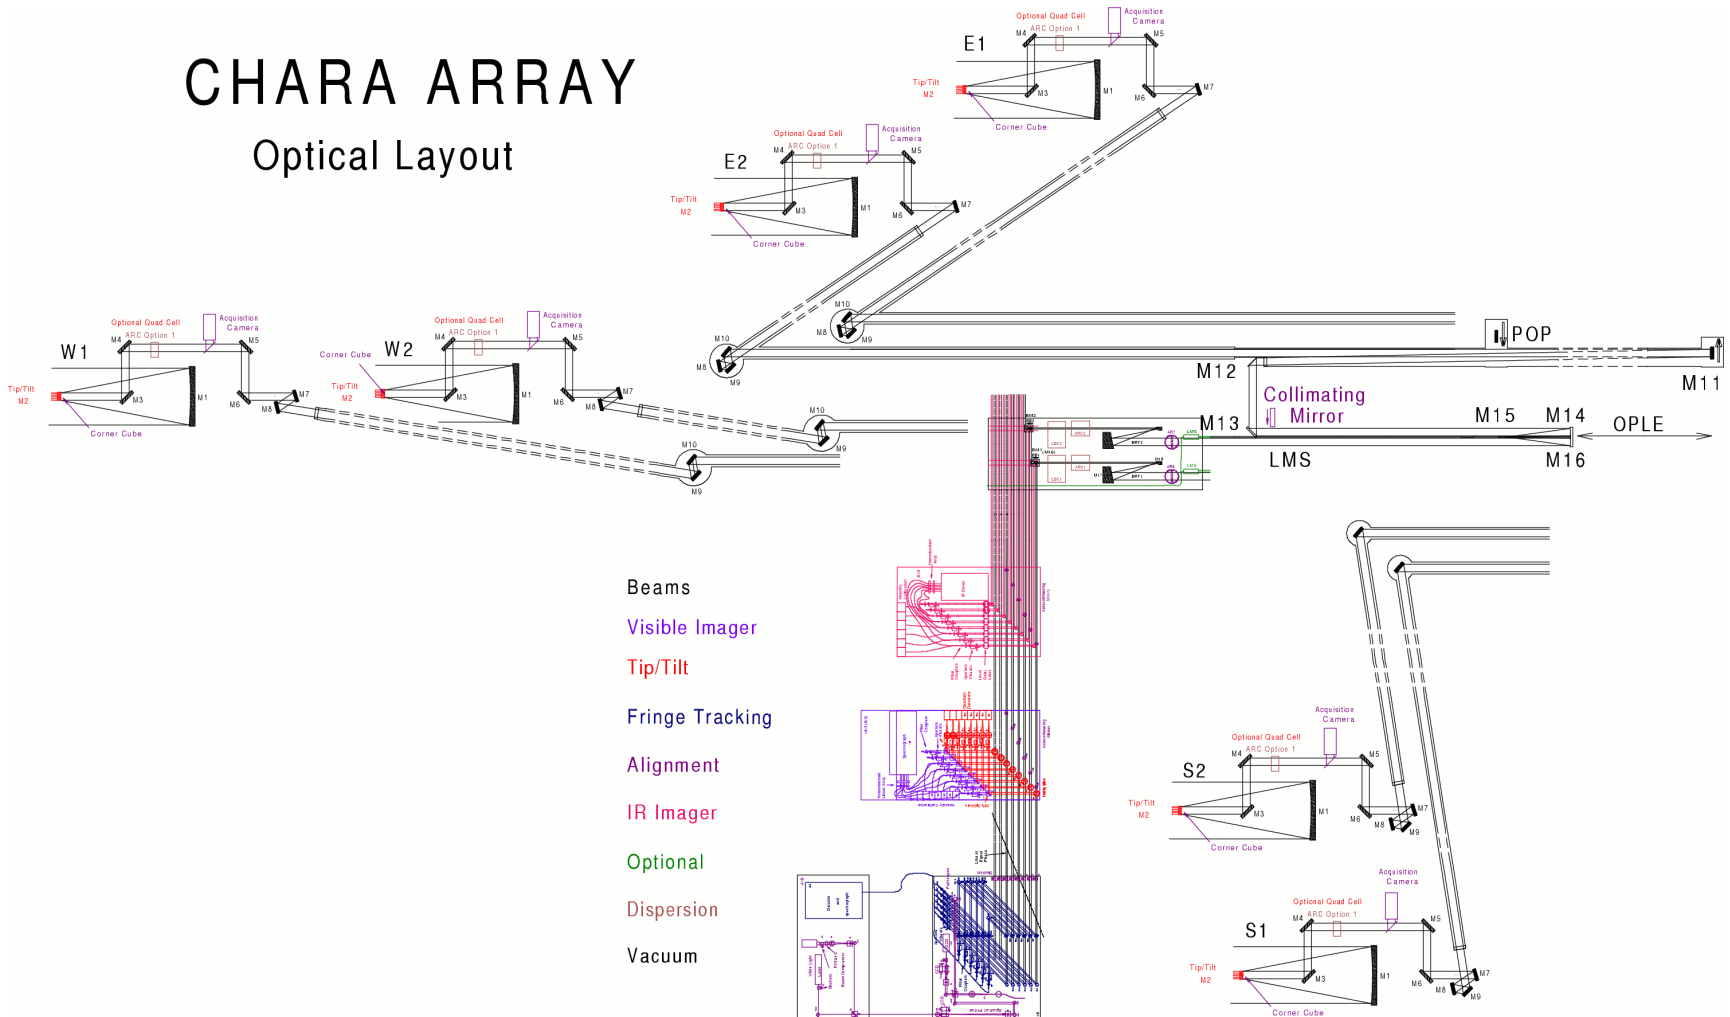 CHARA ARRAY
Optical Layout
E1
Optional Quad Cell
ARC Option 1
Acquisition
Camera
M4
M5
Tip/Tilt
M2
M3
M1
M6
M7
Corner Cube
E2
Optional Quad Cell
ARC Option 1
Acquisition
Camera
M4
M5
Tip/Tilt
M2
M3
M1
M6
M7
Corner Cube
M10
M8
M9
M10
M8
M9
W1
Optional Quad Cell
ARC Option 1
Acquisition
Camera
M4
M5
Tip/Tilt
M2
M3
M1
M6
M7
M8
Corner Cube
W2
Optional Quad Cell
ARC Option 1
Acquisition
Camera
M4
M5
Corner Cube
Tip/Tilt
M2
M3
M1
M6
M7
M8
M10
M9
M10
M9
POP
M12
M11
Collimating
Mirror
M13
M15
M14
OPLE
LMS
M16
Beams
Visible Imager
Tip/Tilt
Fringe Tracking
Alignment
IR Imager
Optional
Dispersion
Vacuum
S2
Optional Quad Cell
ARC Option 1
Acquisition
Camera
M4
M5
Tip/Tilt
M2
M3
M1
M6
M7
M8
M9
Corner Cube
S1
Optional Quad Cell
ARC Option 1
Acquisition
Camera
M4
M5
Tip/Tilt
M2
M3
M1
M6
M7
M8
M9
Corner Cube